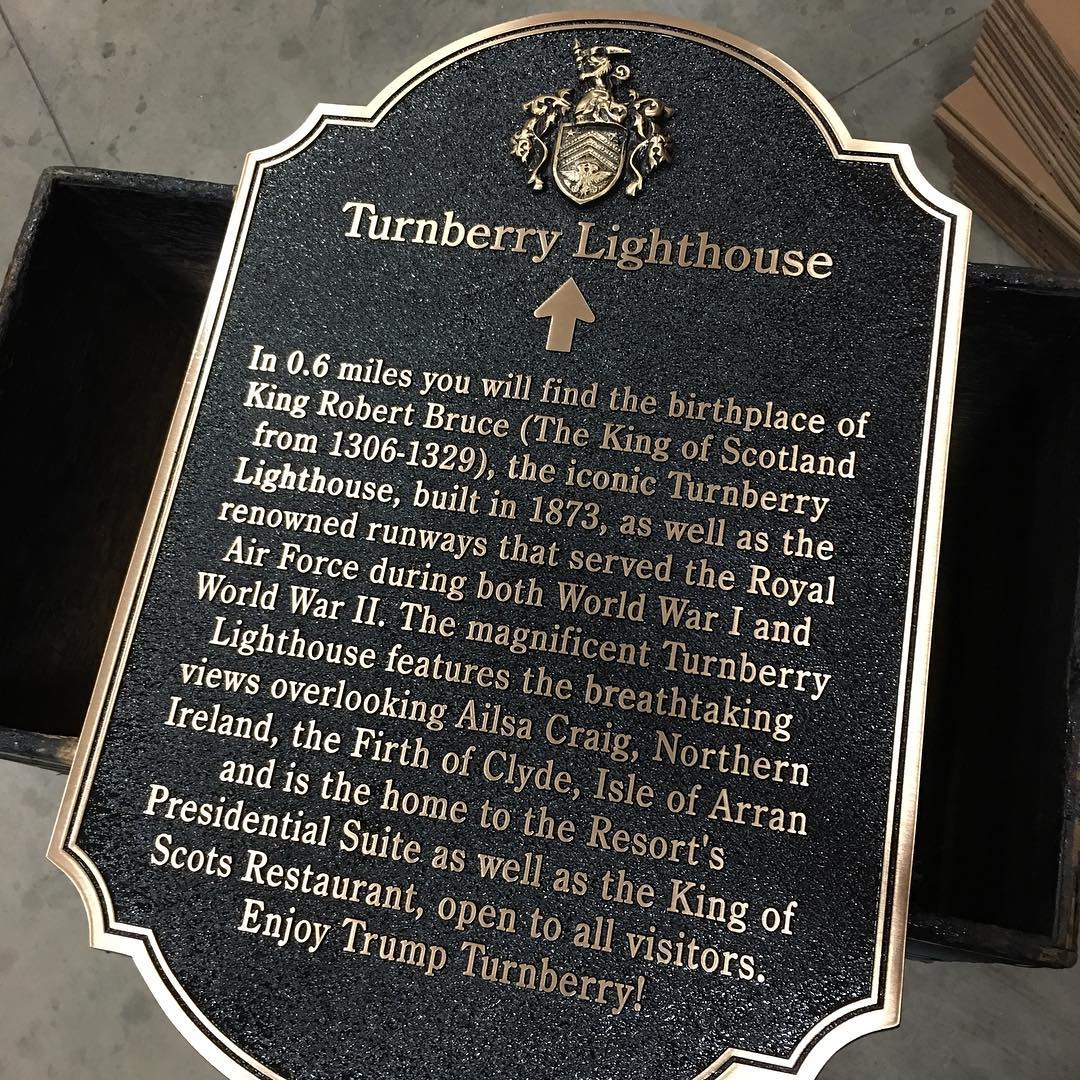 Turnberry Lighthouse
In 0.6 miles you will find the birthplace of
King Robert Bruce (The King of Scotland
from 1306-1329), the iconic Turnberry
Lighthouse, built in 1873, as well as the
renowned runways that served the Royal
Air Force during both World War I and
World War II. The magnificent Turnberry
Lighthouse features the breathtaking
views overlooking Ailsa Craig, Northern
Ireland, the Firth of Clyde, Isle of Arran
and is the home to the Resort's
Presidential Suite as well as the King of
Scots Restaurant, open to all visitors.
Enjoy Trump Turnberry!